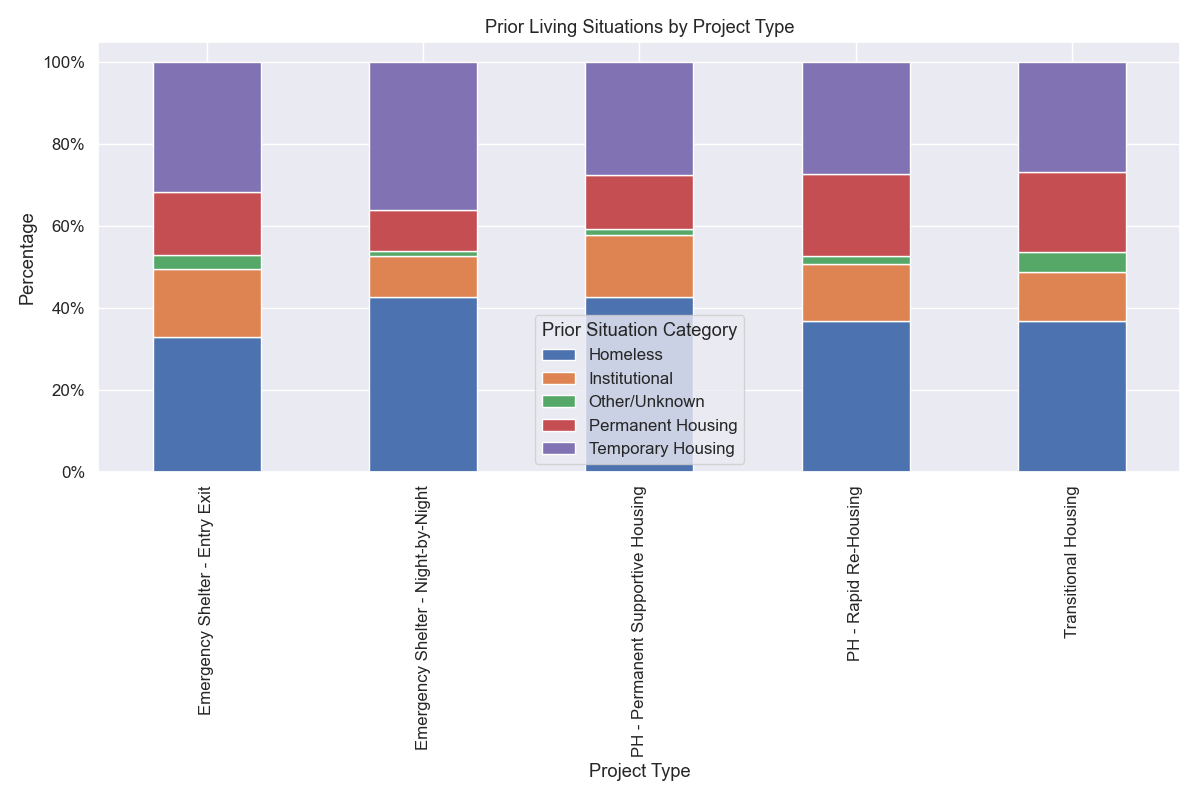 Prior Living Situations by Project Type
Percentage
100%
80%
60%
40%
20%
0%
Prior Situation Category
Homeless
Institutional
Other/Unknown
Permanent Housing
Temporary Housing
Emergency Shelter - Entry Exit
Emergency Shelter - Night-by-Night
PH - Permanent Supportive Housing
PH - Rapid Re-Housing
Transitional Housing
Project Type